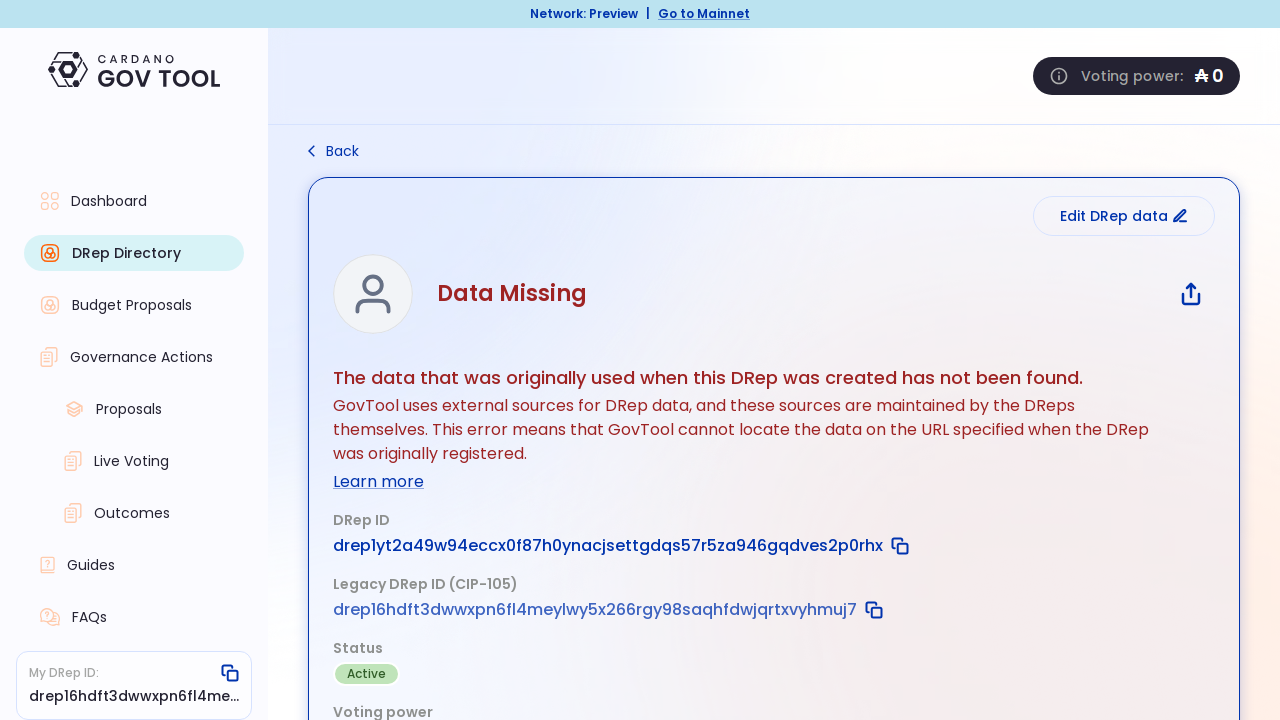 Network: Preview | Go to Mainnet
CARDANO
GOV TOOL
Voting power: ₳ 0
Back
Dashboard
DRep Directory
Budget Proposals
Governance Actions
Proposals
Live Voting
Outcomes
Guides
FAQs
My DRep ID:
drep16hdft3dwwxpn6fl4me...
Edit DRep data
Data Missing
The data that was originally used when this DRep was created has not been found.
GovTool uses external sources for DRep data, and these sources are maintained by the DReps
themselves. This error means that GovTool cannot locate the data on the URL specified when the DRep
was originally registered.
Learn more
DRep ID
drep1yt2a49w94eccx0f87h0ynacjsettgdqs57r5za946gqdves2p0rhx
Legacy DRep ID (CIP-105)
drep16hdft3dwwxpn6fl4meylwy5x266rgy98saqhfdwjqrtxvyhmuj7
Status
Active
Voting power